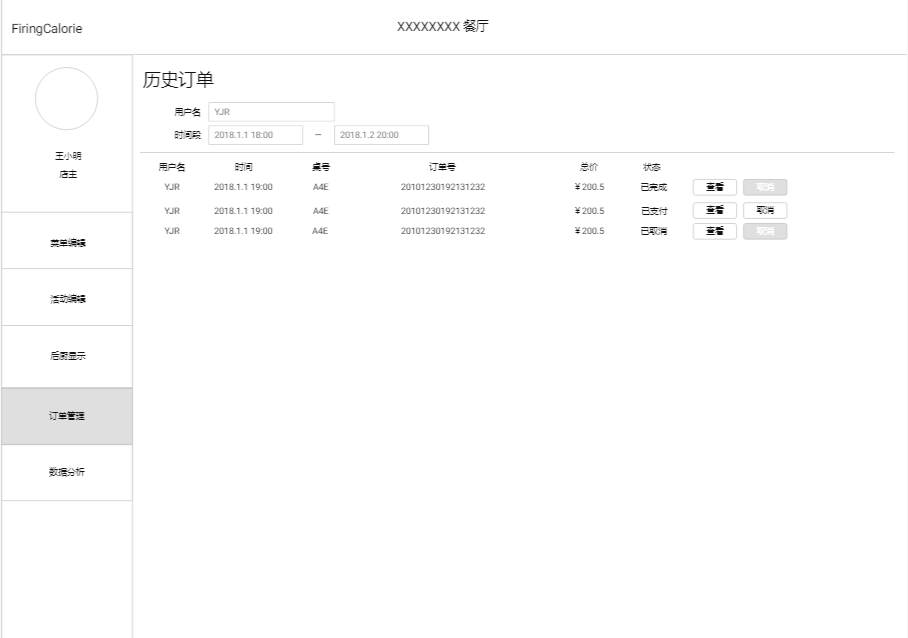 FiringCalorie
XXXXXXXX 餐厅
王小明
店主
菜单编辑
活动编辑
后厨显示
订单管理
数据分析
历史订单
用户名 YJR
时间段 2018.1.1 18:00 – 2018.1.2 20:00
用户名 时间 桌号 订单号 总价 状态
YJR 2018.1.1 19:00 A4E 20101230192131232 ¥200.5 已完成 查看 取消
YJR 2018.1.1 19:00 A4E 20101230192131232 ¥200.5 已支付 查看 取消
YJR 2018.1.1 19:00 A4E 20101230192131232 ¥200.5 已取消 查看 取消